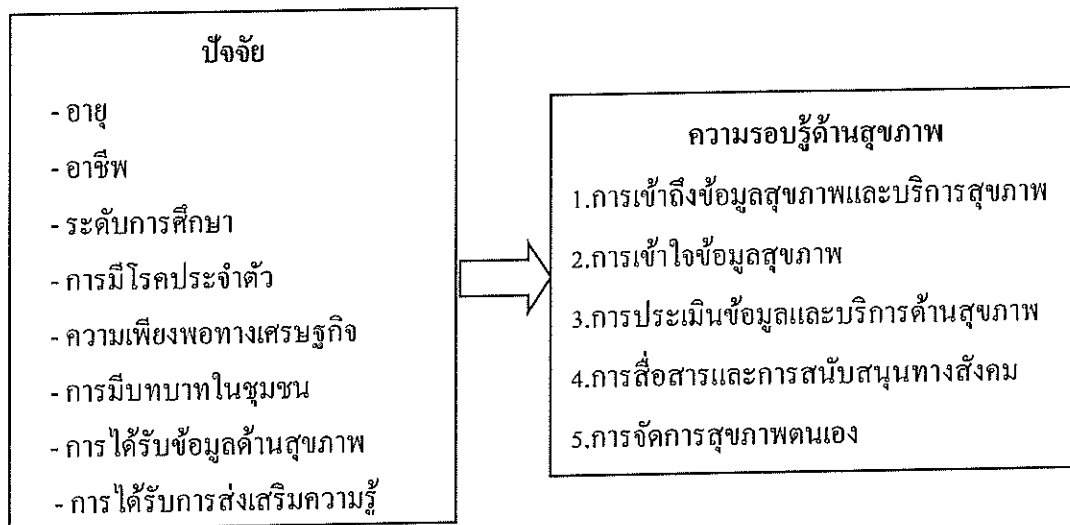 ปัจจัย
- อายุ
- อาชีพ
- ระดับการศึกษา
- การมีโรคประจำตัว
- ความเพียงพอทางเศรษฐกิจ
- การมีบทบาทในชุมชน
- การได้รับข้อมูลด้านสุขภาพ
- การได้รับการส่งเสริมความรู้
ความรอบรู้ด้านสุขภาพ
1.การเข้าถึงข้อมูลสุขภาพและบริการสุขภาพ
2.การเข้าใจข้อมูลสุขภาพ
3.การประเมินข้อมูลและบริการด้านสุขภาพ
4.การสื่อสารและการสนับสนุนทางสังคม
5.การจัดการสุขภาพตนเอง